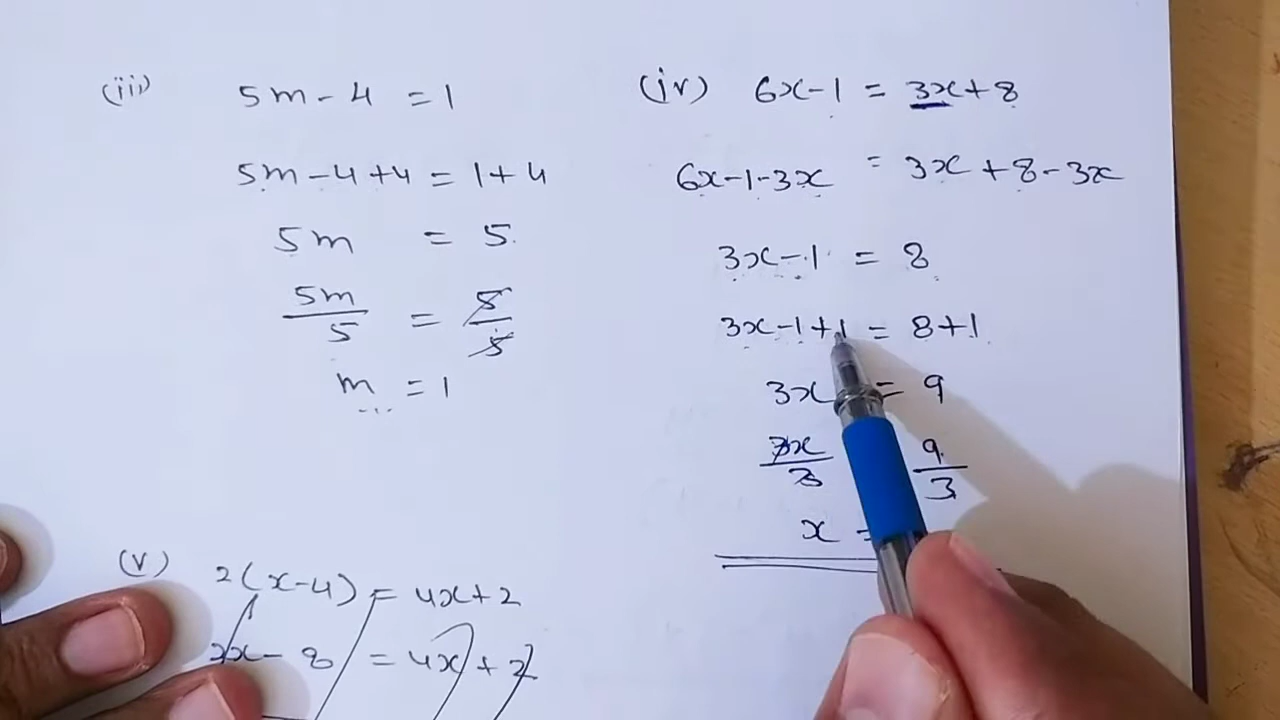 (iii) 5m - 4 = 1
5m - 4 + 4 = 1 + 4
5m = 5
5m/5 = 5/5
m = 1
(iv) 6x - 1 = 3x + 8
6x - 1 - 3x = 3x + 8 - 3x
3x - 1 = 8
3x - 1 + 1 = 8 + 1
3x = 9
3x/3 9/3
x =
(v) 2(x - 4) = 4x + 2
2x - 8 = 4x + 2